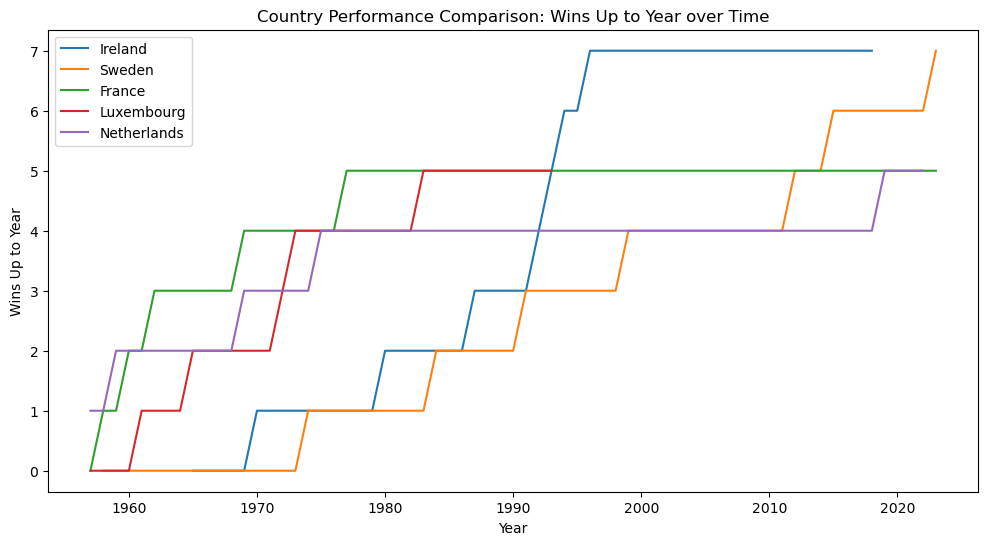 Country Performance Comparison: Wins Up to Year over Time
Ireland
Sweden
France
Luxembourg
Netherlands
Wins Up to Year
7
6
5
4
3
2
1
0
1960 1970 1980 1990 2000 2010 2020
Year